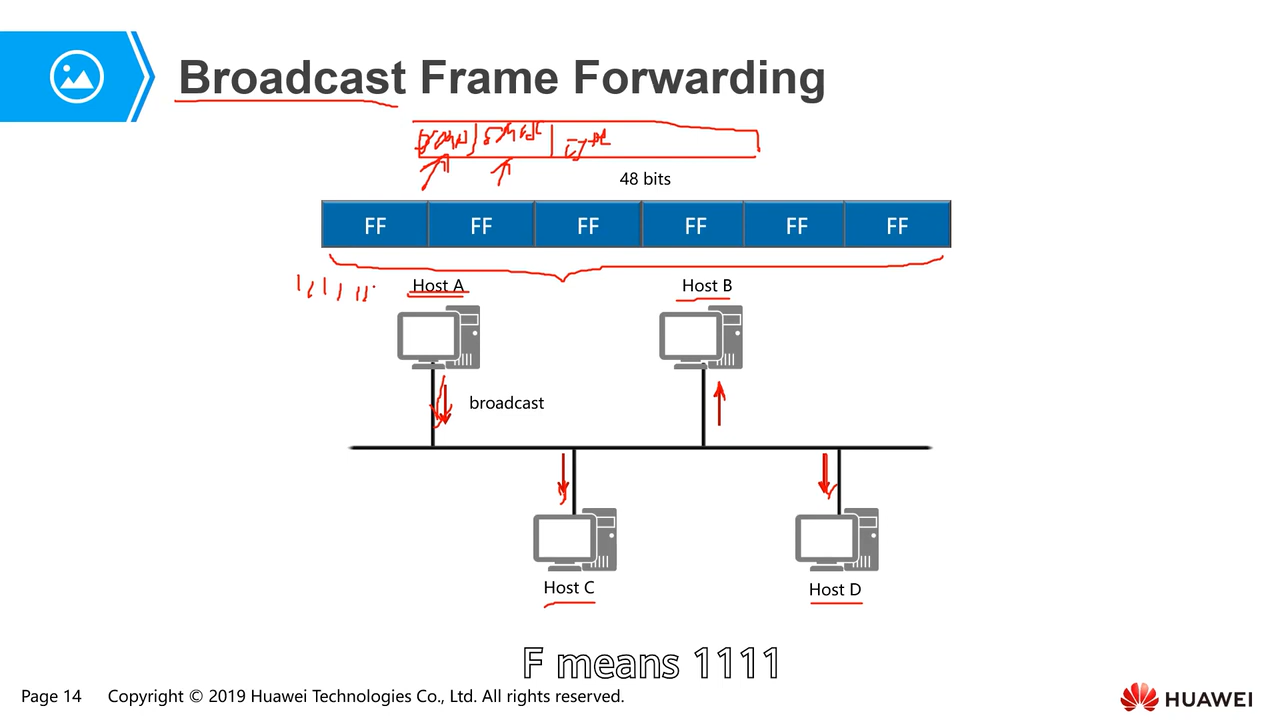 Broadcast Frame Forwarding
48 bits
FF FF FF FF FF FF
Host A Host B
broadcast
Host C Host D
F means 1111
Page 14 Copyright © 2019 Huawei Technologies Co., Ltd. All rights reserved.
HUAWEI